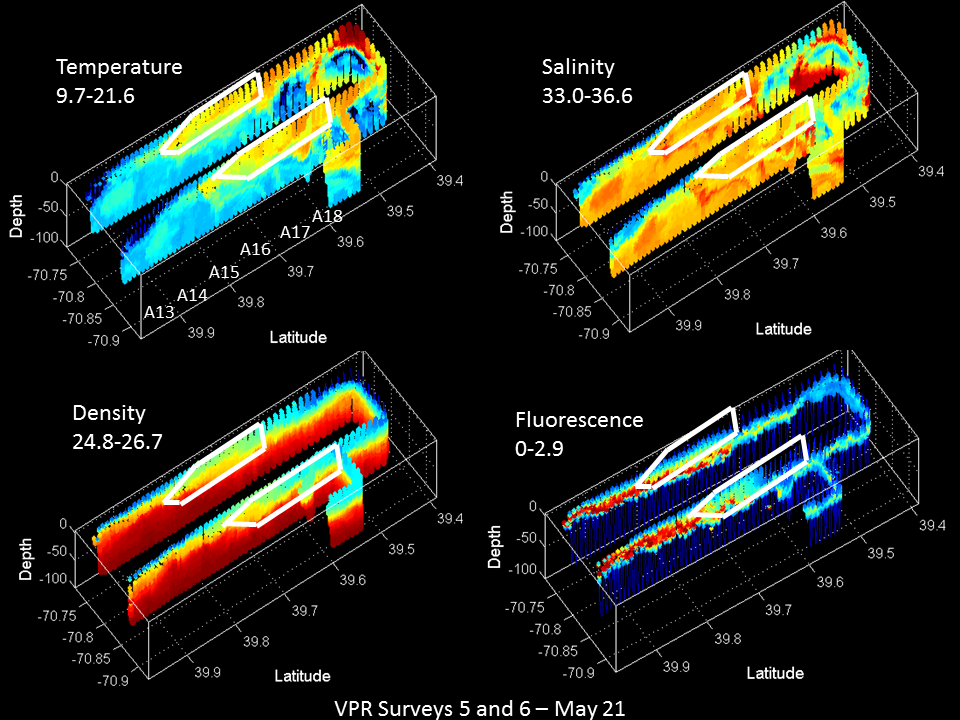 Temperature
9.7-21.6
0
-50
-100
Depth
-70.75
-70.8
-70.85
-70.9
A13
A14
A15
A16
A17
A18
39.9
39.8
39.7
39.6
39.5
39.4
Latitude
Salinity
33.0-36.6
0
-50
-100
Depth
-70.75
-70.8
-70.85
-70.9
39.9
39.8
39.7
39.6
39.5
39.4
Latitude
Density
24.8-26.7
0
-50
-100
Depth
-70.75
-70.8
-70.85
-70.9
39.9
39.8
39.7
39.6
39.5
39.4
Latitude
Fluorescence
0-2.9
0
-50
-100
Depth
-70.75
-70.8
-70.85
-70.9
39.9
39.8
39.7
39.6
39.5
39.4
Latitude
VPR Surveys 5 and 6 – May 21